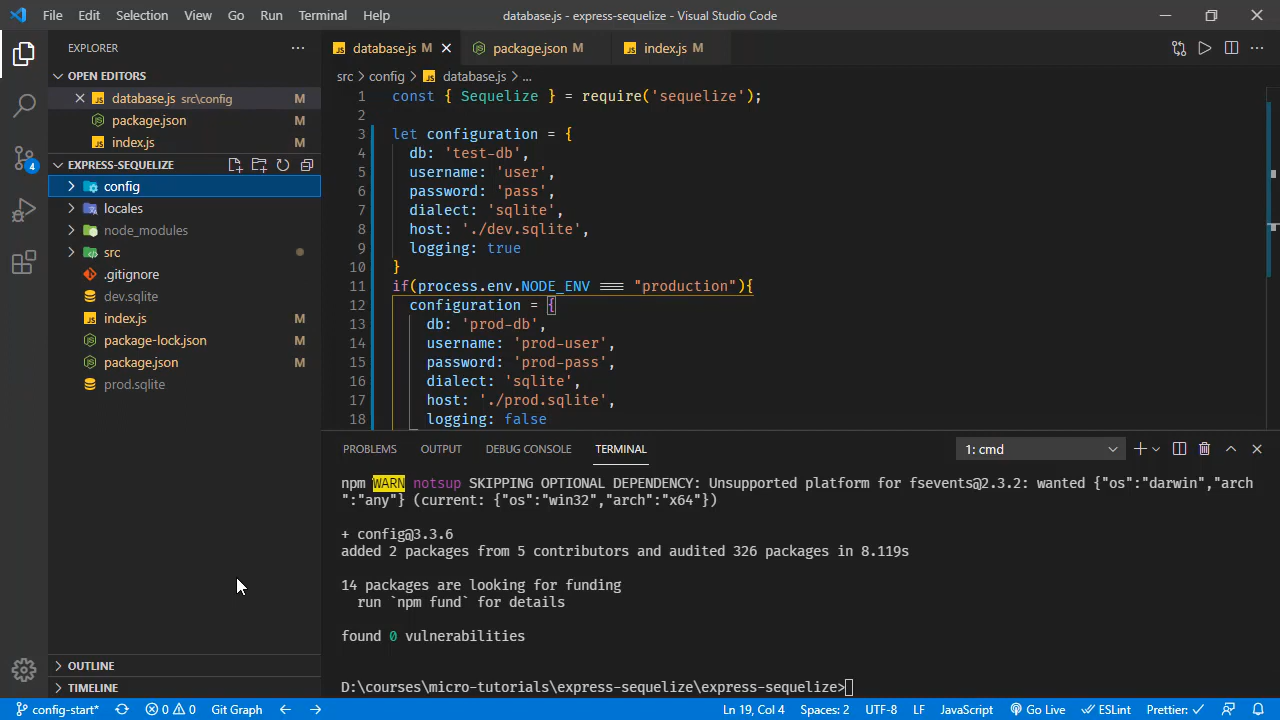 File Edit Selection View Go Run Terminal Help
database.js - express-sequelize - Visual Studio Code
EXPLORER
OPEN EDITORS
database.js src\config M
package.json M
index.js M
EXPRESS-SEQUELIZE
config
locales
node_modules
src
.gitignore
dev.sqlite
index.js M
package-lock.json M
package.json M
prod.sqlite
OUTLINE
TIMELINE
4
database.js M
package.json M
index.js M
src > config > database.js > ...
1 const { Sequelize } = require('sequelize');
2
3 let configuration = {
4 db: 'test-db',
5 username: 'user',
6 password: 'pass',
7 dialect: 'sqlite',
8 host: './dev.sqlite',
9 logging: true
10 }
11 if(process.env.NODE_ENV === "production"){
12 configuration = {
13 db: 'prod-db',
14 username: 'prod-user',
15 password: 'prod-pass',
16 dialect: 'sqlite',
17 host: './prod.sqlite',
18 logging: false
PROBLEMS OUTPUT DEBUG CONSOLE TERMINAL
1: cmd
npm WARN notsup SKIPPING OPTIONAL DEPENDENCY: Unsupported platform for fsevents@2.3.2: wanted {"os":"darwin","arch
":"any"} (current: {"os":"win32","arch":"x64"})
+ config@3.3.6
added 2 packages from 5 contributors and audited 326 packages in 8.119s
14 packages are looking for funding
run `npm fund` for details
found 0 vulnerabilities
D:\courses\micro-tutorials\express-sequelize\express-sequelize>
config-start* 0 0 Git Graph
Ln 19, Col 4 Spaces: 2 UTF-8 LF JavaScript Go Live ESLint Prettier: ✓